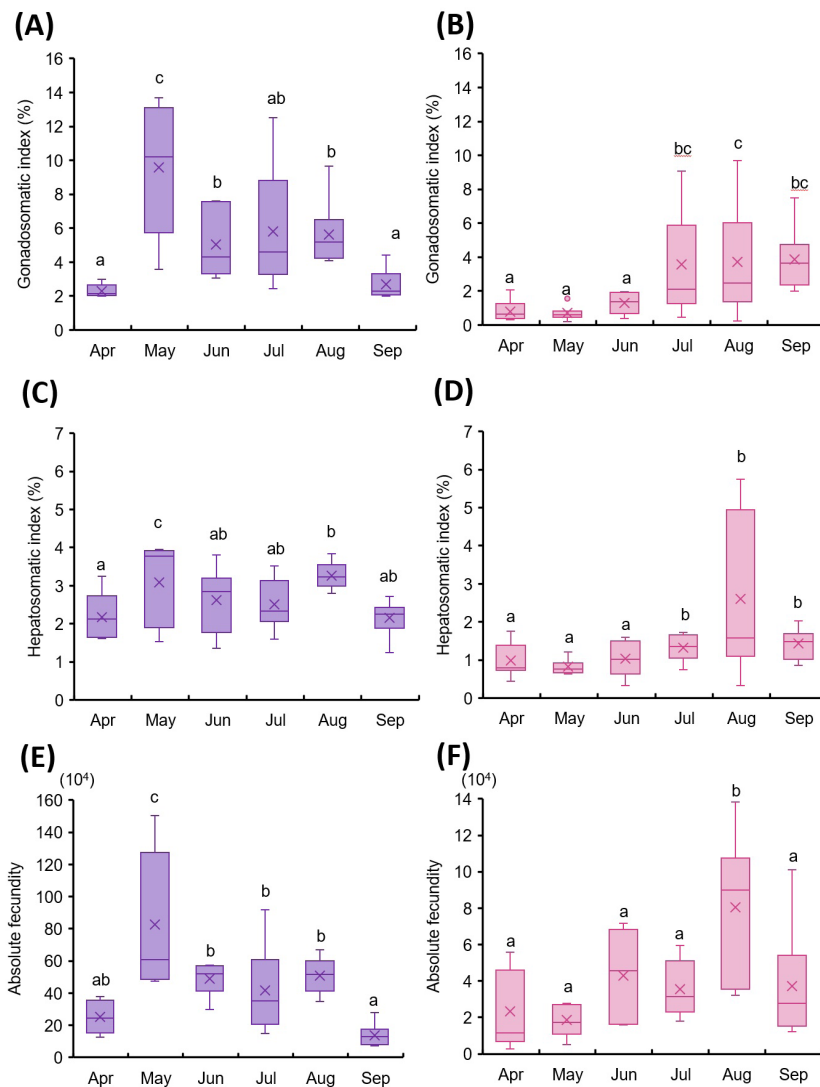 (A)
Gonadosomatic index (%)
16
14
12
10
8
6
4
2
0
a
c
b
ab
b
a
Apr May Jun Jul Aug Sep
(B)
Gonadosomatic index (%)
16
14
12
10
8
6
4
2
0
a
a
a
bc
c
bc
Apr May Jun Jul Aug Sep
(C)
Hepatosomatic index (%)
7
6
5
4
3
2
1
0
a
c
ab
ab
b
ab
Apr May Jun Jul Aug Sep
(D)
Hepatosomatic index (%)
7
6
5
4
3
2
1
0
a
a
a
b
b
b
Apr May Jun Jul Aug Sep
(E)
(10⁴)
Absolute fecundity
160
140
120
100
80
60
40
20
0
ab
c
b
b
b
a
Apr May Jun Jul Aug Sep
(F)
(10⁴)
Absolute fecundity
14
12
10
8
6
4
2
0
a
a
a
a
b
a
Apr May Jun Jul Aug Sep